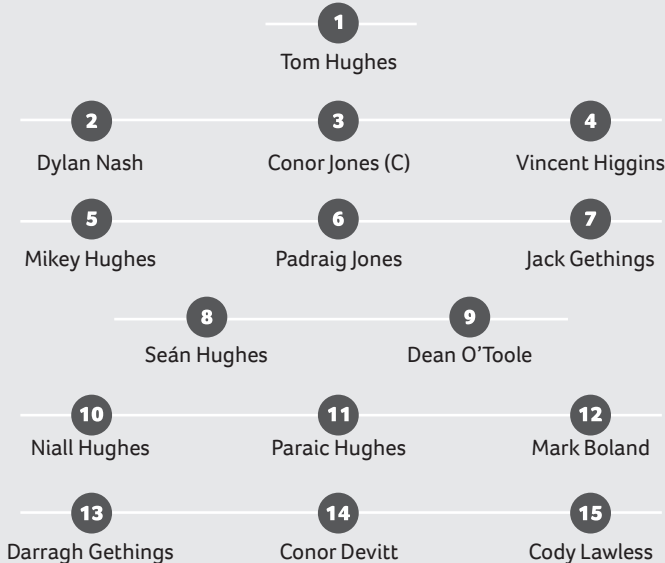 1
Tom Hughes
2 3 4
Dylan Nash Conor Jones (C) Vincent Higgins
5 6 7
Mikey Hughes Padraig Jones Jack Gethings
8 9
Seán Hughes Dean O’Toole
10 11 12
Niall Hughes Paraic Hughes Mark Boland
13 14 15
Darragh Gethings Conor Devitt Cody Lawless